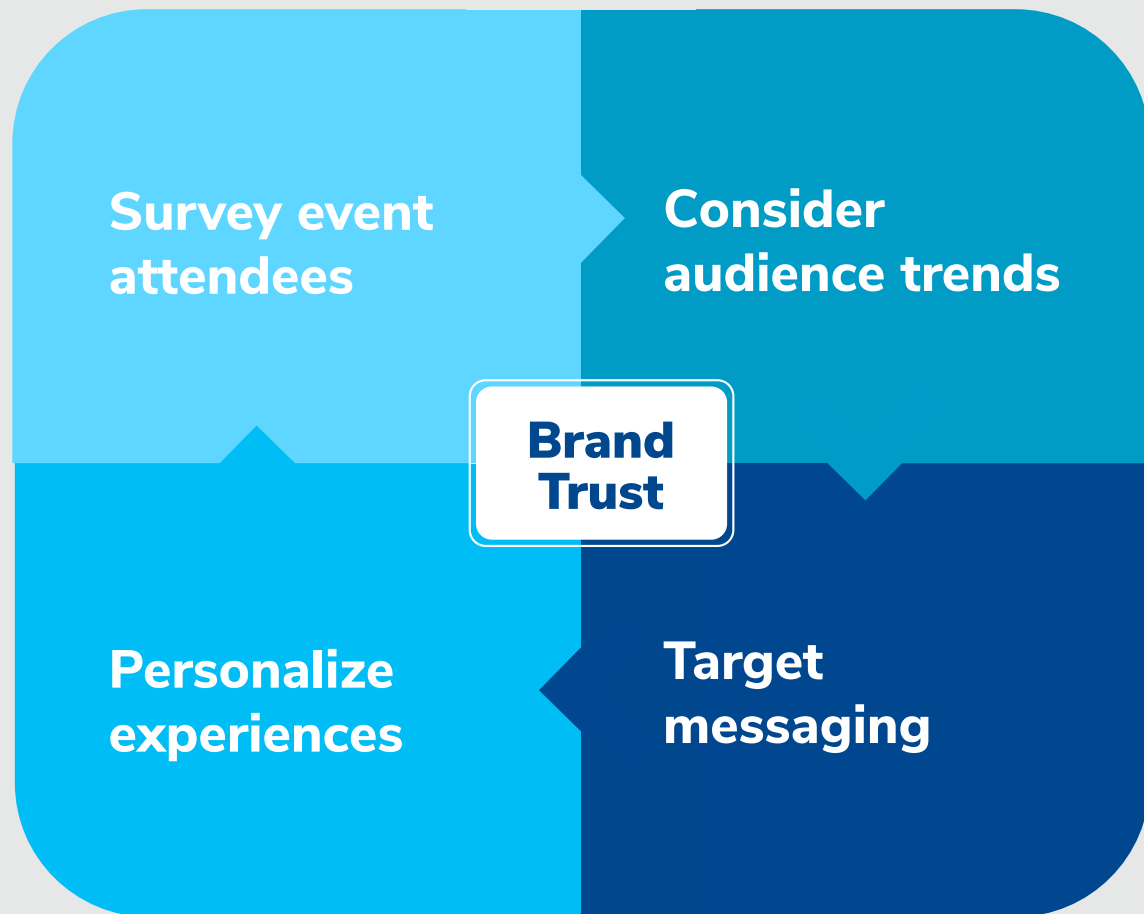 Survey event
attendees
Consider
audience trends
Brand
Trust
Personalize
experiences
Target
messaging